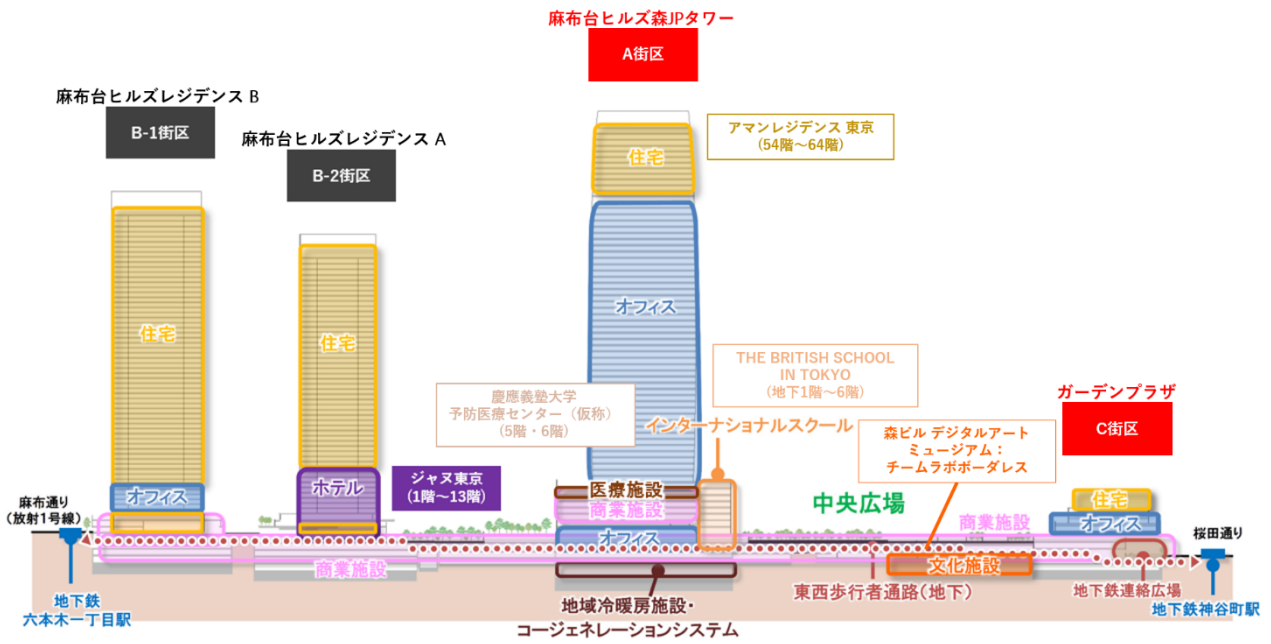 麻布台ヒルズ森JPタワー
A街区
麻布台ヒルズレジデンス B
B-1街区
麻布台ヒルズレジデンス A
B-2街区
アマンレジデンス 東京
(54階～64階)
住宅
住宅
住宅
オフィス
THE BRITISH SCHOOL
IN TOKYO
(地下1階～6階)
慶應義塾大学
予防医療センター（仮称）
(5階・6階)
インターナショナルスクール
ガーデンプラザ
C街区
森ビル デジタルアート
ミュージアム：
チームラボボーダレス
ジャヌ東京
(1階～13階)
ホテル
オフィス
医療施設
商業施設
オフィス
中央広場
住宅
オフィス
商業施設
麻布通り
(放射1号線)
桜田通り
商業施設
文化施設
東西歩行者通路(地下)
地下鉄連絡広場
地下鉄
六本木一丁目駅
地下鉄神谷町駅
地域冷暖房施設・
コージェネレーションシステム